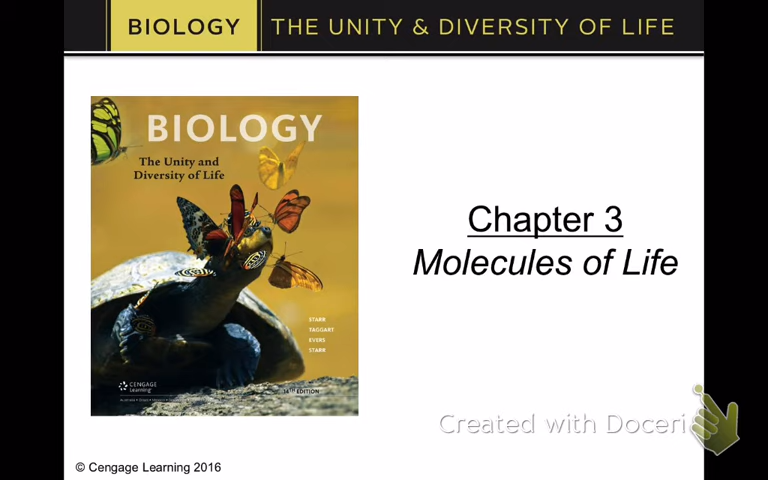 BIOLOGY THE UNITY & DIVERSITY OF LIFE
BIOLOGY
The Unity and
Diversity of Life
STARR
TAGGART
EVERS
STARR
CENGAGE
Learning
14TH EDITION
Chapter 3
Molecules of Life
Created with Doceri
© Cengage Learning 2016